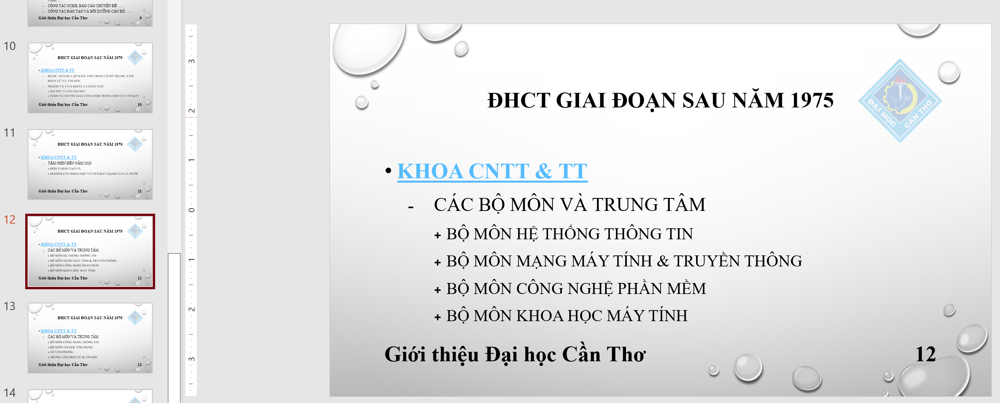 + SĐH: ....
- CÔNG TÁC NCKH, BÁO CÁO CHUYÊN ĐỀ: ....
- CÔNG TÁC ĐÀO TẠO VÀ BỒI DƯỠNG CÁN BỘ: .....
Giới thiệu Đại học Cần Thơ 9
10
ĐHCT GIAI ĐOẠN SAU NĂM 1975
• KHOA CNTT & TT
- ĐƯỢC THÀNH LẬP NĂM 1994 TRÊN CƠ SỞ TRUNG TÂM
ĐIỆN TỬ VÀ TIN HỌC
- NHIỆM VỤ CỦA KHOA LÀ ĐÀO TẠO
+ ĐẠI HỌC VÀ SAU ĐẠI HỌC
+ NCKH VÀ CHUYỂN GIAO CÔNG NGHỆ TRONG LĨNH VỰC CNTT&TT
Giới thiệu Đại học Cần Thơ 10
11
ĐHCT GIAI ĐOẠN SAU NĂM 1975
• KHOA CNTT & TT
- TẦM NHÌN ĐẾN NĂM 2020
+ ĐƠN VỊ ĐÀO TẠO VÀ
+ NGHIÊN CỨU KHOA HỌC VỀ CNTT&TT MẠNH CỦA CẢ NƯỚC
Giới thiệu Đại học Cần Thơ 11
12
ĐHCT GIAI ĐOẠN SAU NĂM 1975
• KHOA CNTT & TT
- CÁC BỘ MÔN VÀ TRUNG TÂM
+ BỘ MÔN HỆ THỐNG THÔNG TIN
+ BỘ MÔN MẠNG MÁY TÍNH & TRUYỀN THÔNG
+ BỘ MÔN CÔNG NGHỆ PHẦN MỀM
+ BỘ MÔN KHOA HỌC MÁY TÍNH
Giới thiệu Đại học Cần Thơ 12
13
ĐHCT GIAI ĐOẠN SAU NĂM 1975
• KHOA CNTT & TT
- CÁC BỘ MÔN VÀ TRUNG TÂM
+ BỘ MÔN CÔNG NGHỆ THÔNG TIN
+ BỘ MÔN TIN HỌC ỨNG DỤNG
+ TỔ VĂN PHÒNG
+ TRUNG TÂM ĐIỆN TỬ & TIN HỌC
Giới thiệu Đại học Cần Thơ 13
14
3
2
1
0
1
2
3
ĐHCT GIAI ĐOẠN SAU NĂM 1975
ĐẠI HỌC CẦN THƠ
• KHOA CNTT & TT
- CÁC BỘ MÔN VÀ TRUNG TÂM
+ BỘ MÔN HỆ THỐNG THÔNG TIN
+ BỘ MÔN MẠNG MÁY TÍNH & TRUYỀN THÔNG
+ BỘ MÔN CÔNG NGHỆ PHẦN MỀM
+ BỘ MÔN KHOA HỌC MÁY TÍNH
Giới thiệu Đại học Cần Thơ 12